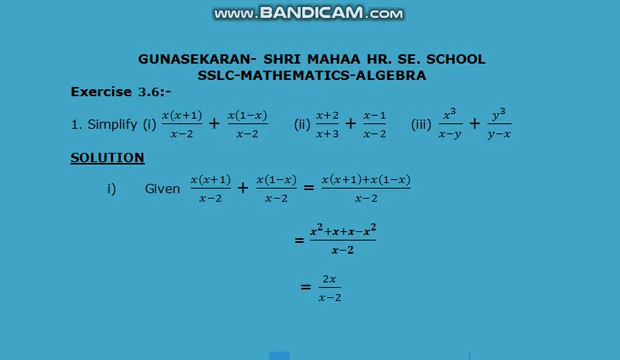 www.BANDICAM.com
GUNASEKARAN- SHRI MAHAA HR. SE. SCHOOL
SSLC-MATHEMATICS-ALGEBRA
Exercise 3.6:-
1. Simplify (i) x(x+1)/x−2 + x(1−x)/x−2 (ii) x+2/x+3 + x−1/x−2 (iii) x³/x−y + y³/y−x
SOLUTION
i) Given x(x+1)/x−2 + x(1−x)/x−2 = x(x+1)+x(1−x)/x−2
= x²+x+x−x²/x−2
= 2x/x−2